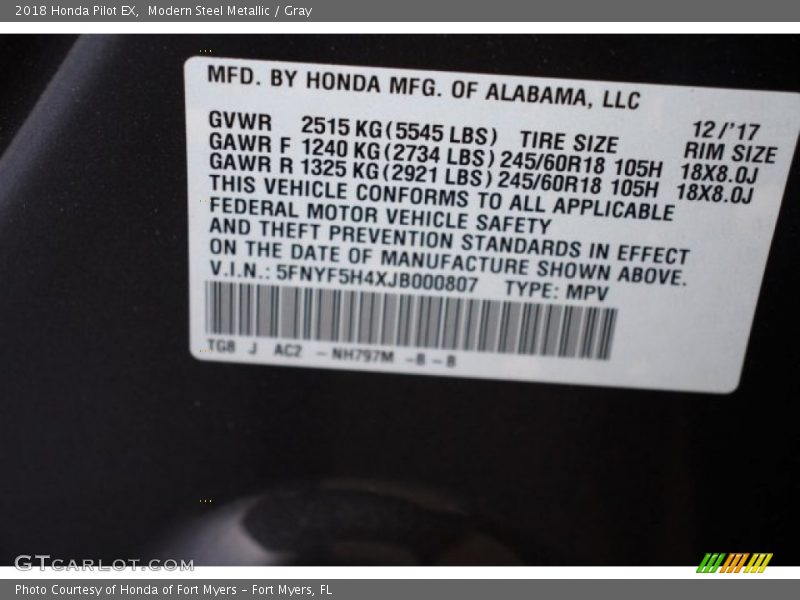 2018 Honda Pilot EX, Modern Steel Metallic / Gray
MFD. BY HONDA MFG. OF ALABAMA, LLC
12/'17
GVWR 2515 KG (5545 LBS) TIRE SIZE RIM SIZE
GAWR F 1240 KG (2734 LBS) 245/60R18 105H 18X8.0J
GAWR R 1325 KG (2921 LBS) 245/60R18 105H 18X8.0J
THIS VEHICLE CONFORMS TO ALL APPLICABLE
FEDERAL MOTOR VEHICLE SAFETY
AND THEFT PREVENTION STANDARDS IN EFFECT
ON THE DATE OF MANUFACTURE SHOWN ABOVE.
V.I.N.: 5FNYF5H4XJB000807 TYPE: MPV
TG8 J AC2 - NH797M - B - B
GTCARLOT.COM
Photo Courtesy of Honda of Fort Myers - Fort Myers, FL